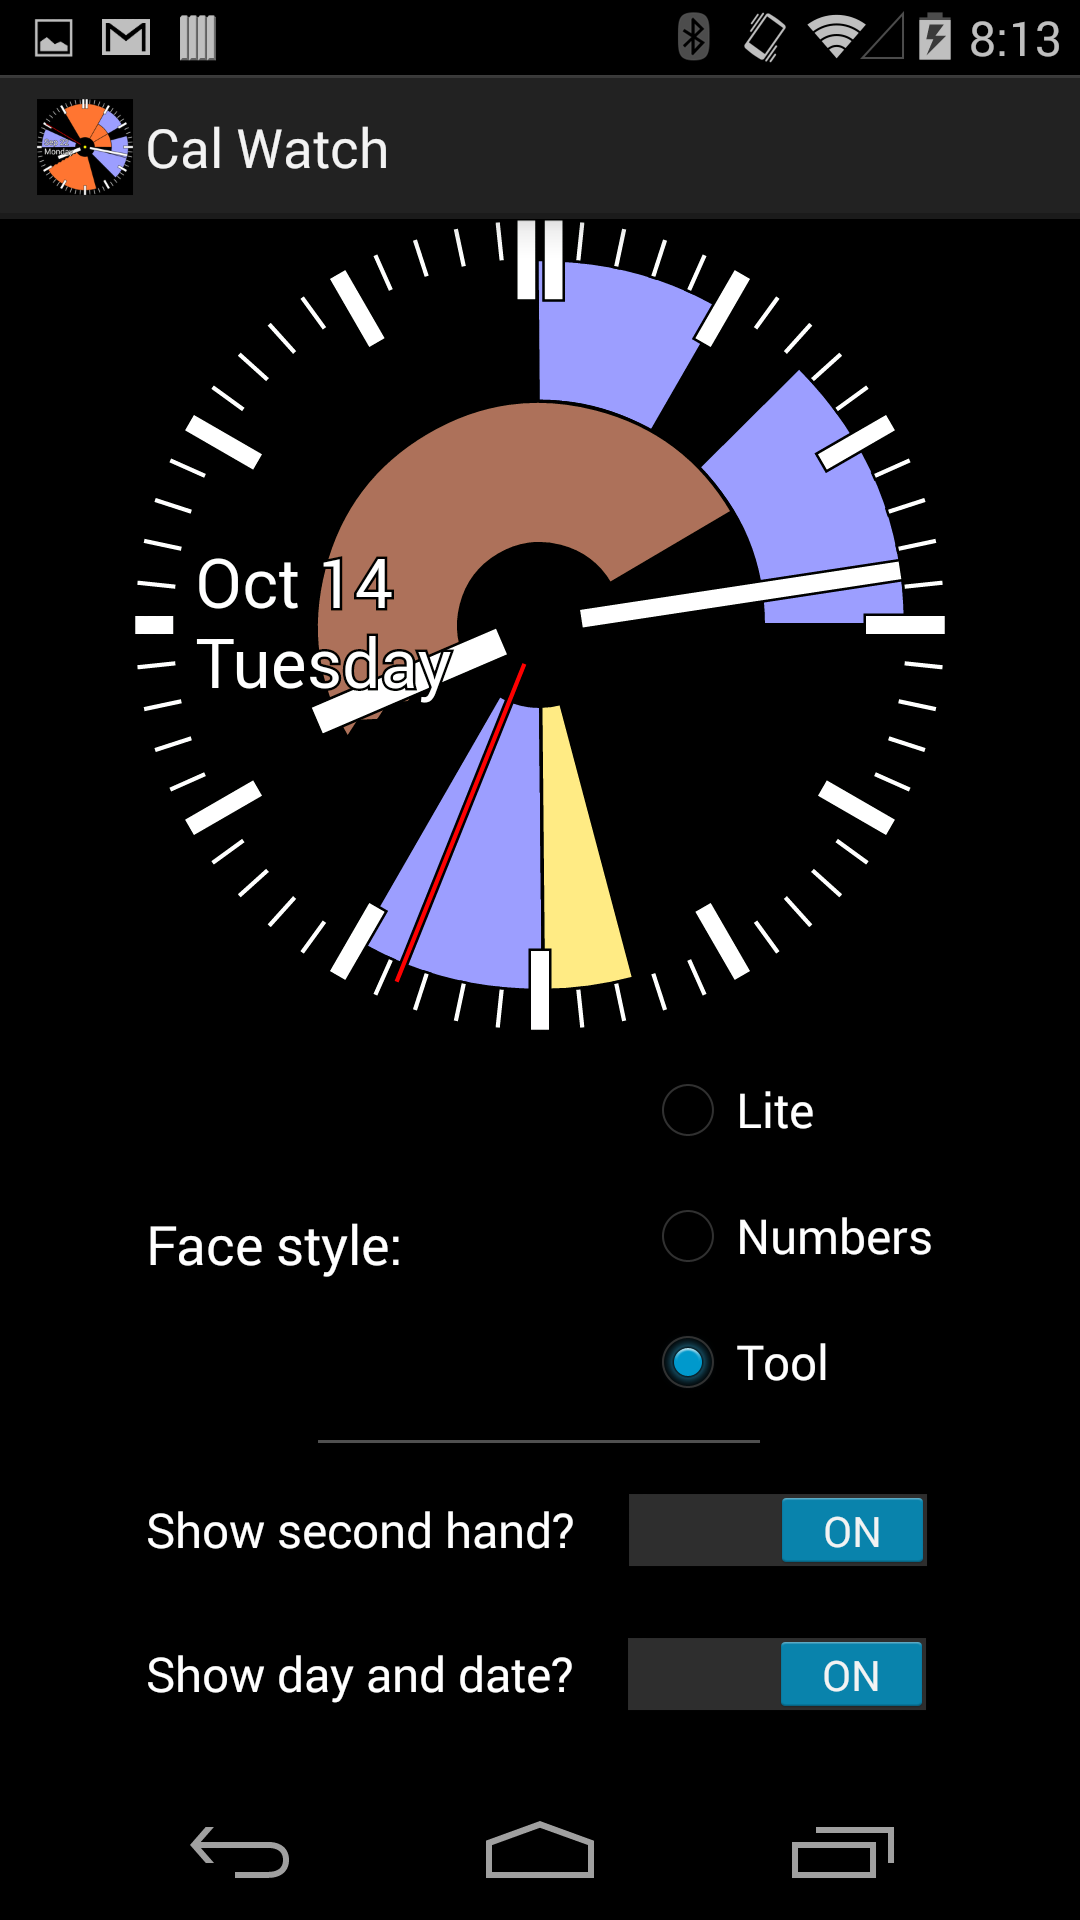 8:13
Cal Watch
Oct 14
Tuesday
Lite
Face style:
Numbers
Tool
Show second hand?
ON
Show day and date?
ON